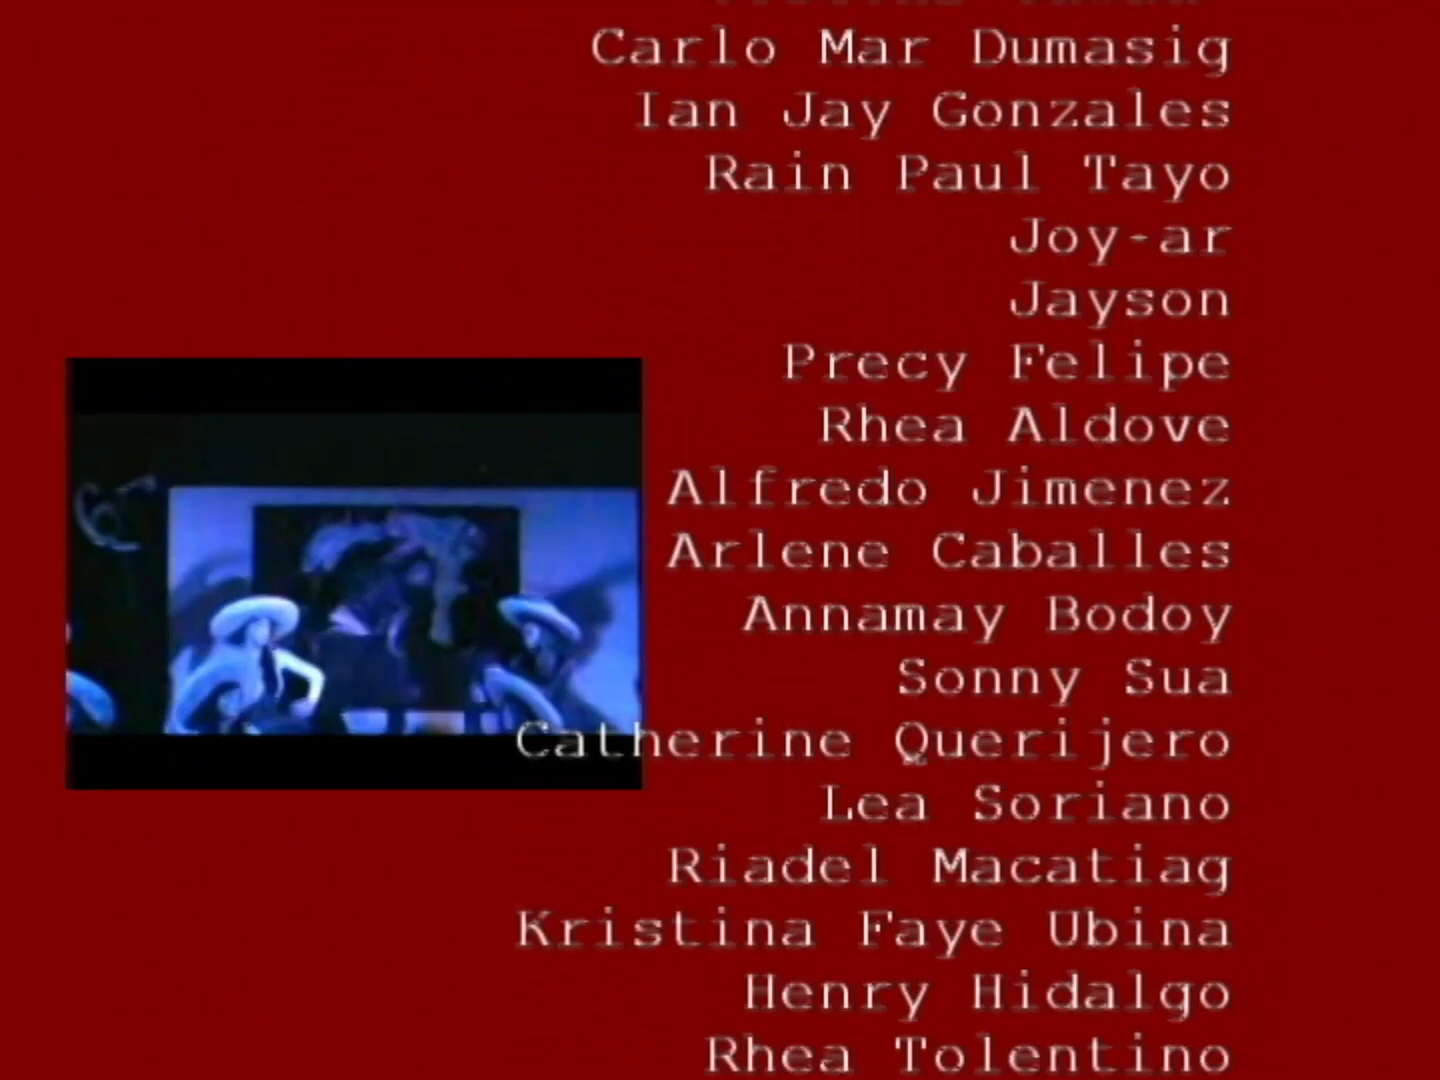 Carlo Mar Dumasig
Ian Jay Gonzales
Rain Paul Tayo
Joy-ar
Jayson
Precy Felipe
Rhea Aldove
Alfredo Jimenez
Arlene Caballes
Annamay Bodoy
Sonny Sua
Catherine Querijero
Lea Soriano
Riadel Macatiag
Kristina Faye Ubina
Henry Hidalgo
Rhea Tolentino